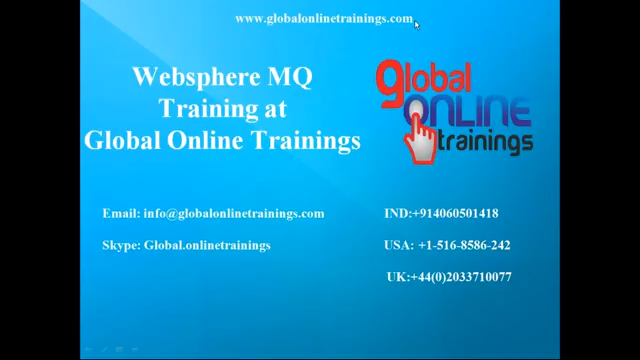 www.globalonlinetrainings.com
Websphere MQ
Training at
Global Online Trainings
global
ONLINE
trainings
Email: info@globalonlinetrainings.com
IND:+914060501418
Skype: Global.onlinetrainings
USA: +1-516-8586-242
UK:+44(0)2033710077